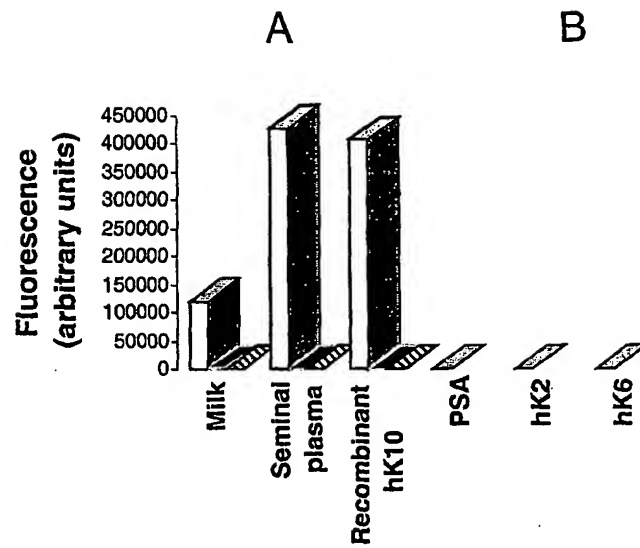 A
B
Fluorescence
(arbitrary units)
450000
400000
350000
300000
250000
200000
150000
100000
50000
0
Milk
Seminal
plasma
Recombinant
hK10
PSA
hK2
hK6